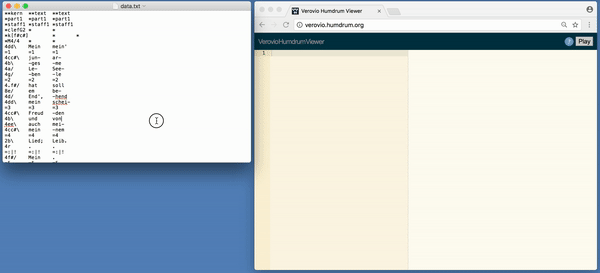 data.txt
**kern **text **text
*part1 *part1 *part1
*staff1 *staff1 *staff1
*clefG2 * *
*k[f#c#] * *
*M4/4 * *
4dd\ Mein mein'
=1 =1 =1
4cc#\ jun- ar-
4b\ -ges -me
4a/ Le- See-
4g/ -ben -le
=2 =2 =2
4.f#/ hat soll
8e/ em be-
4d/ End', -nend
4dd\ mein schei-
=3 =3 =3
4cc#\ Freud -den
4b\ und von
4ee\ auch mei-
4cc#\ mein -nem
=4 =4 =4
2b\ Lied; Leib.
4r . .
=:|! =:|! =:|!
4f#/ Mein .
Verovio Humdrum Viewer
verovio.humdrum.org
VerovioHumdrumViewer
? Play
1